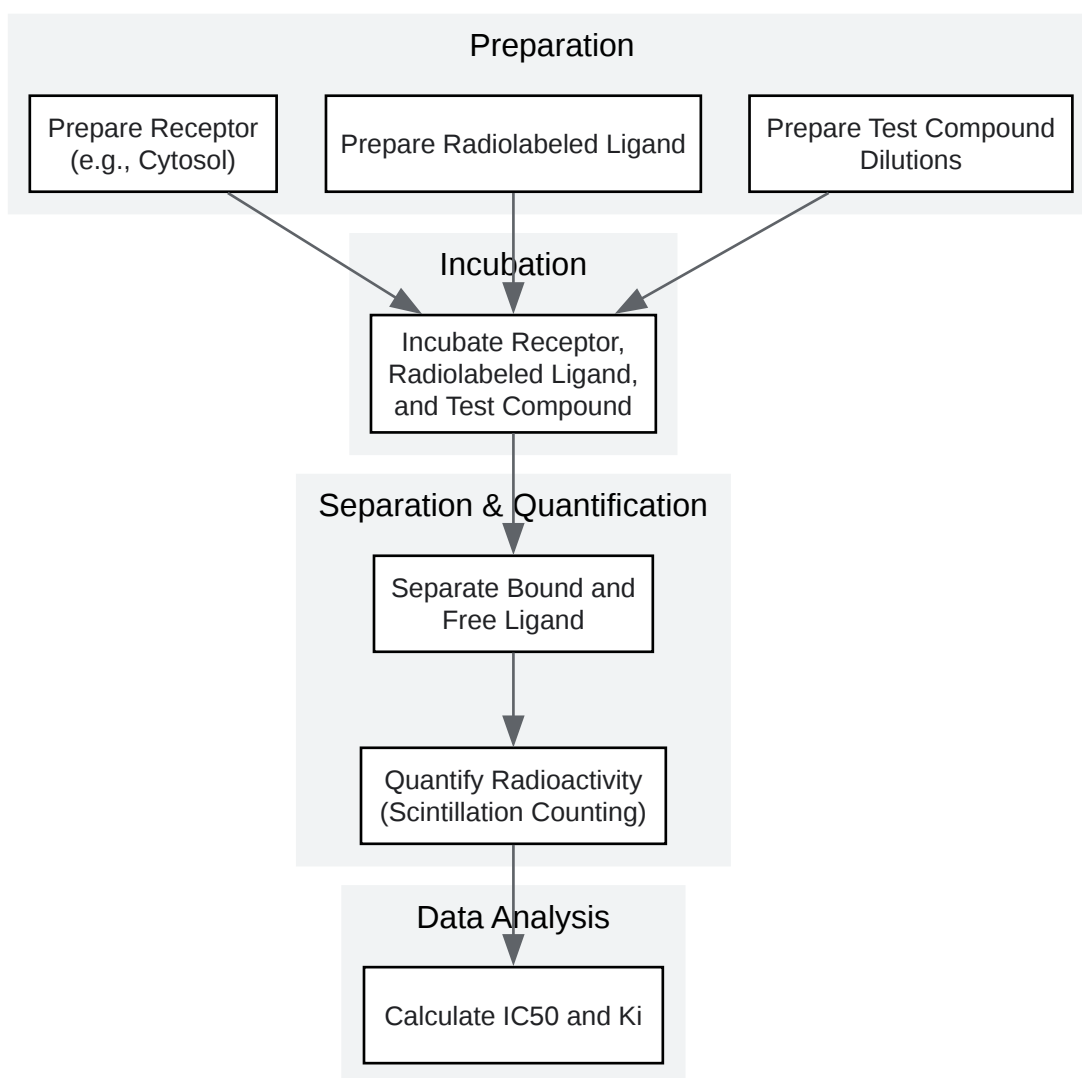 Preparation
Prepare Receptor
(e.g., Cytosol)
Prepare Radiolabeled Ligand
Prepare Test Compound
Dilutions
Incubation
Incubate Receptor,
Radiolabeled Ligand,
and Test Compound
Separation & Quantification
Separate Bound and
Free Ligand
Quantify Radioactivity
(Scintillation Counting)
Data Analysis
Calculate IC50 and Ki